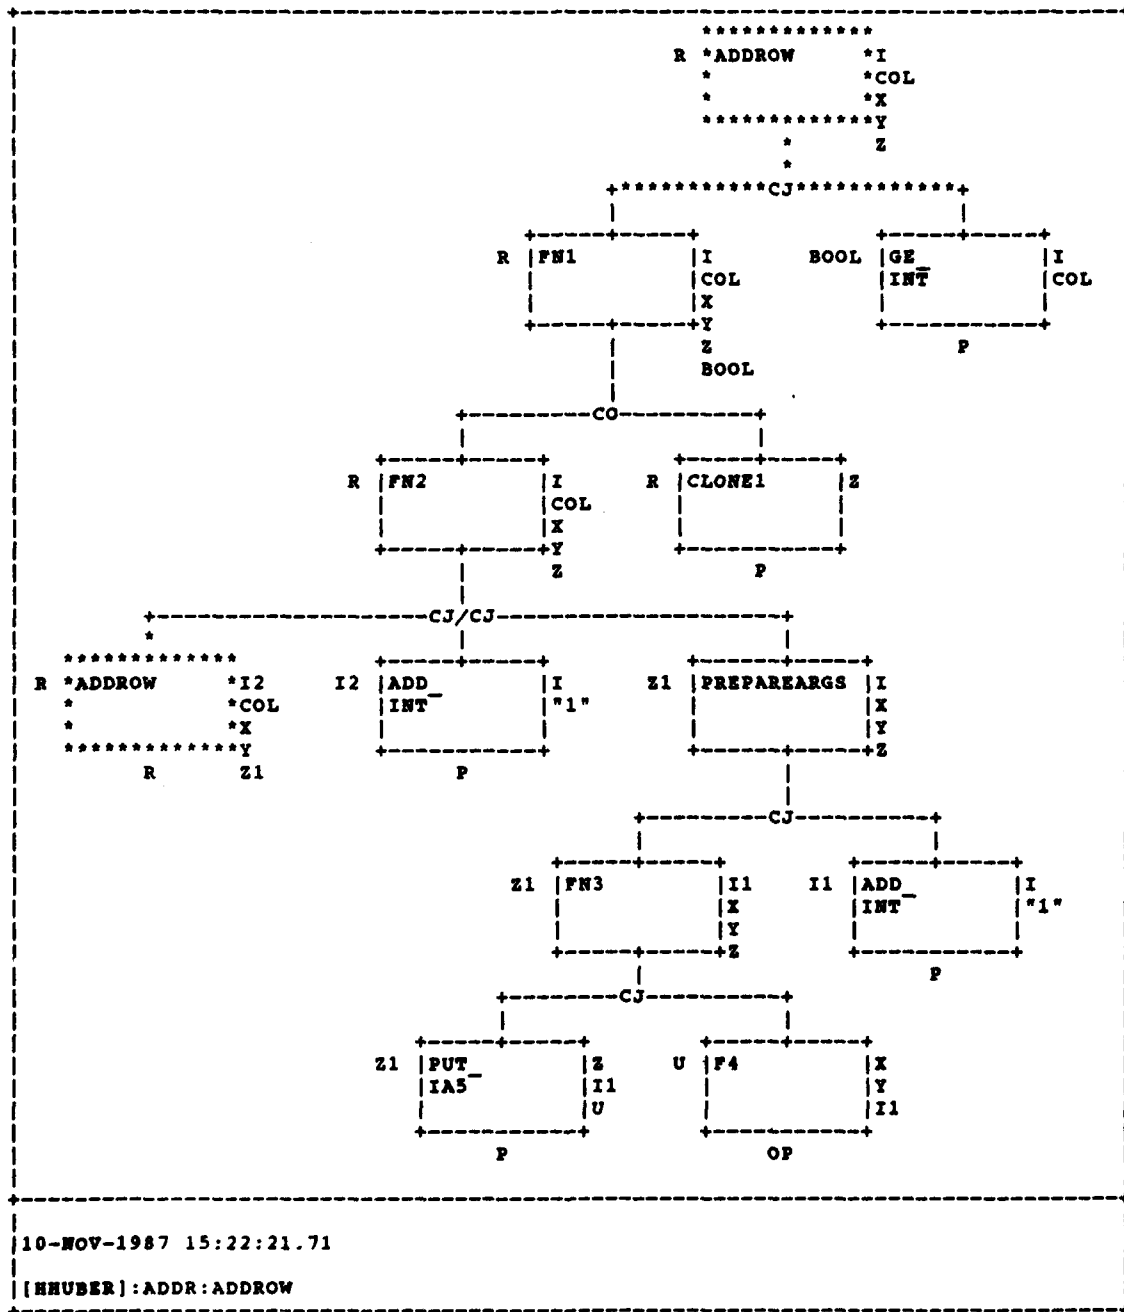 R ADDROW I
COL
X
Y
Z
CJ
R FN1 I BOOL GE_ I
COL INT COL
X
Y
Z P
BOOL
CO
R FN2 I R CLONE1 Z
COL
X
Y
Z P
CJ/CJ
R ADDROW I2 I2 ADD_ I Z1 PREPAREARGS I
COL INT "1" X
X Y
Y Z
R Z1 P
CJ
Z1 FN3 I1 I1 ADD_ I
X INT "1"
Y
Z
P
CJ
Z1 PUT_ Z U F4 X
IA5 I1 Y
U I1
P OP
10-NOV-1987 15:22:21.71
[HHUBER]:ADDR:ADDROW